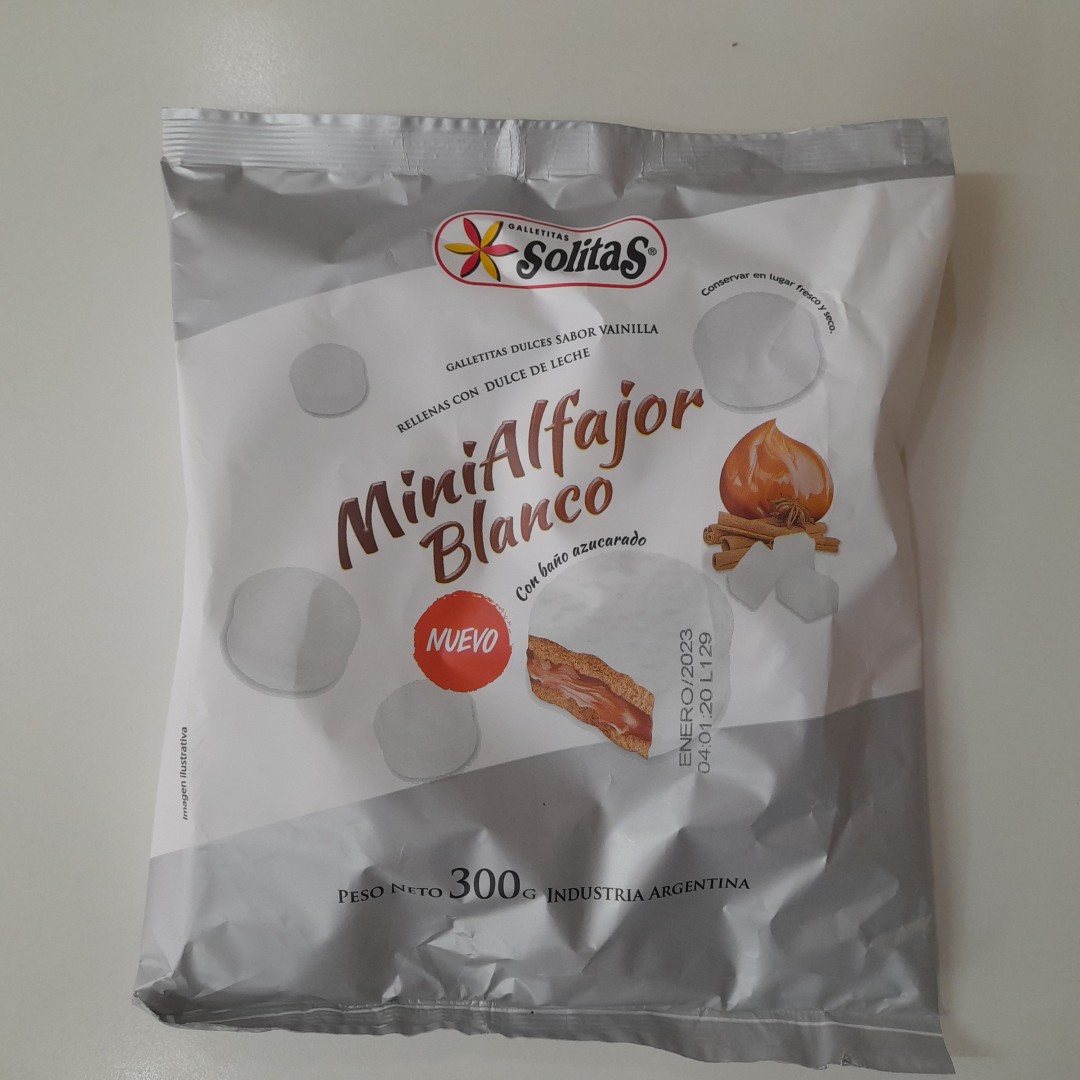 GALLETITAS
SolitaS®
Conservar en lugar fresco y seco.
GALLETITAS DULCES SABOR VAINILLA
RELLENAS CON DULCE DE LECHE
MiniAlfajor
Blanco
Con baño azucarado
NUEVO
ENERO/2023
04:01:20 L129
Imagen ilustrativa
PESO NETO 300G INDUSTRIA ARGENTINA